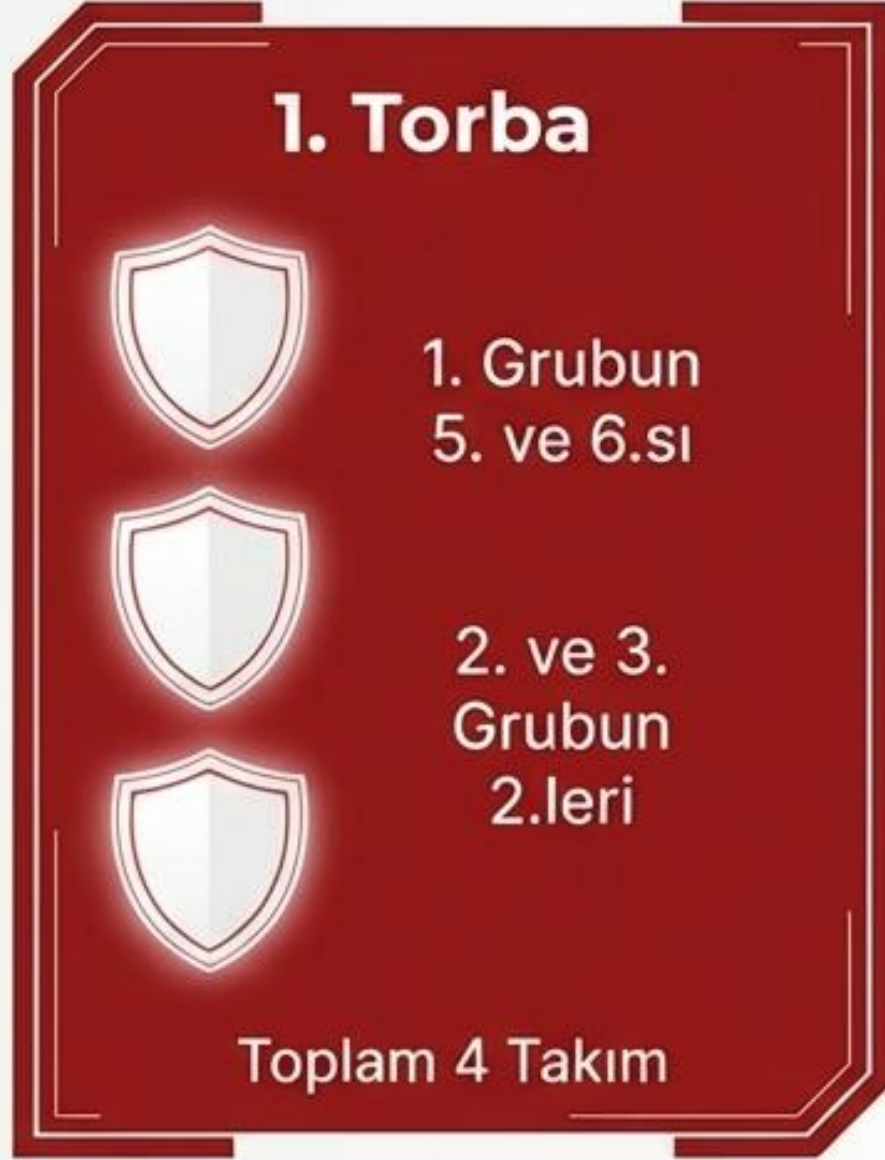 1. Torba
1. Grubun
5. ve 6.sı
2. ve 3.
Grubun
2.leri
Toplam 4 Takım